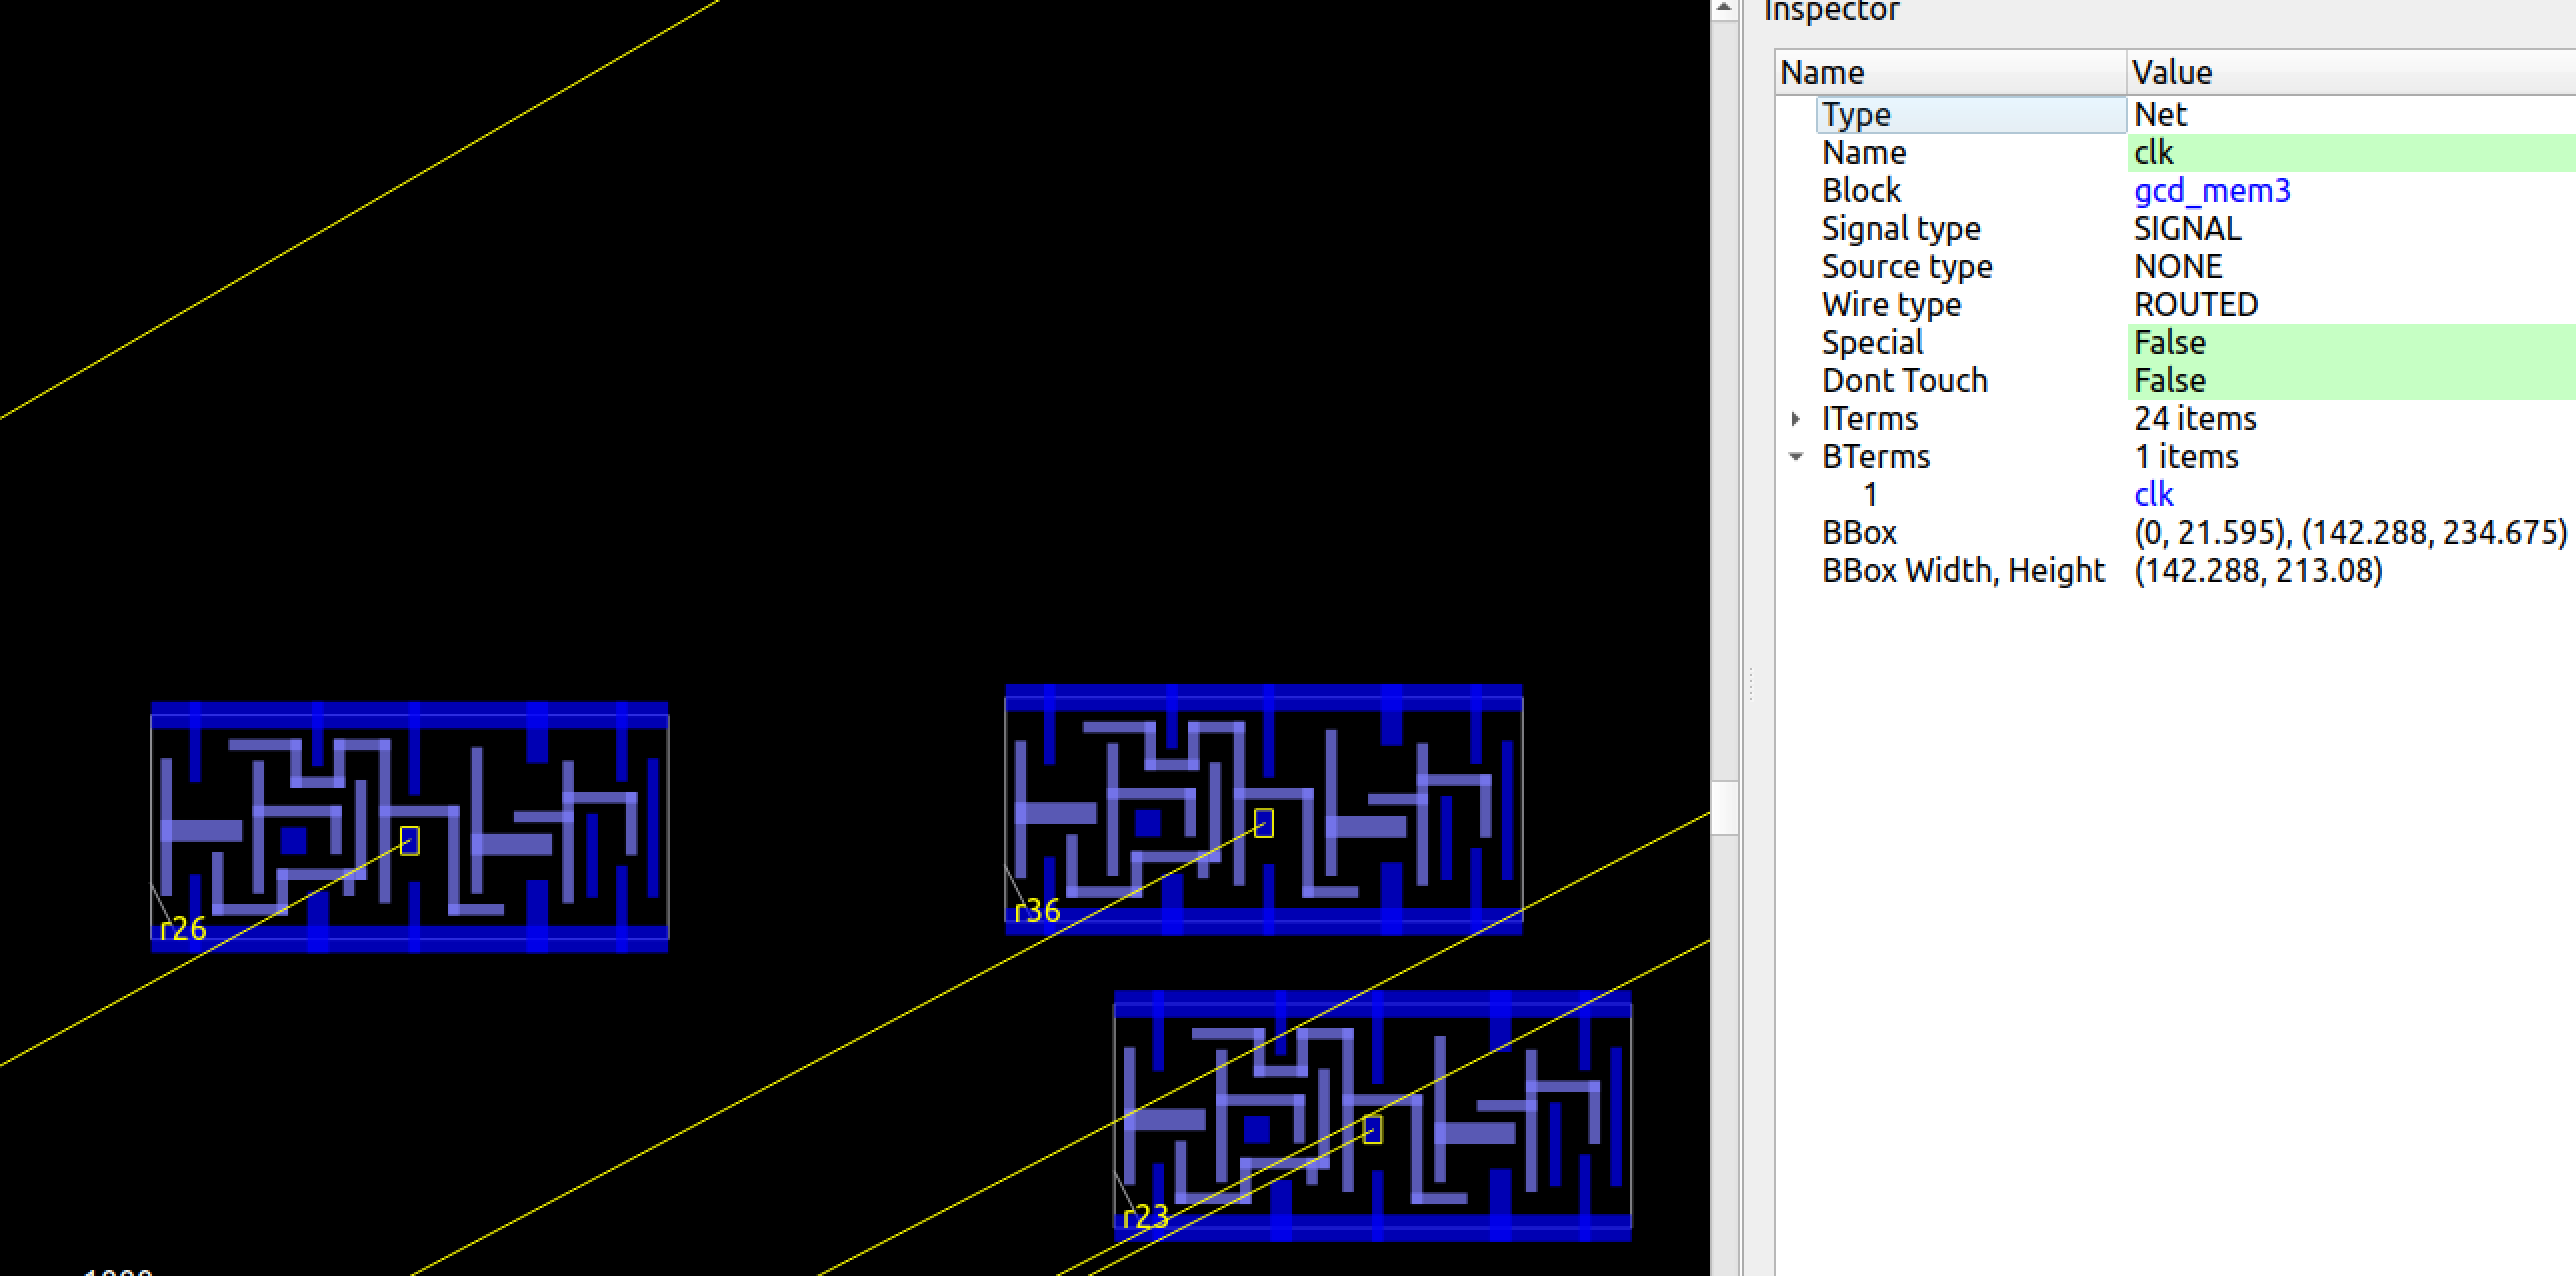 Inspector
Name Value
Type Net
Name clk
Block gcd_mem3
Signal type SIGNAL
Source type NONE
Wire type ROUTED
Special False
Dont Touch False
ITerms 24 items
BTerms 1 items
1 clk
BBox (0, 21.595), (142.288, 234.675)
BBox Width, Height (142.288, 213.08)
r26
r36
r23